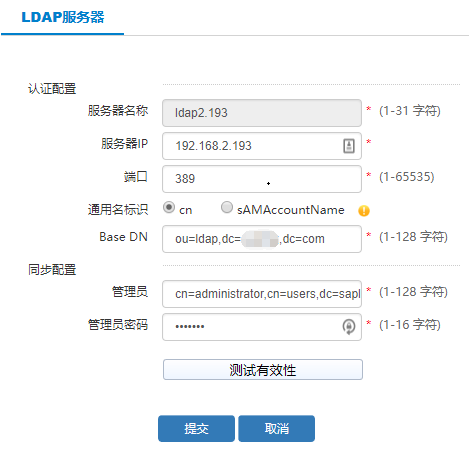 LDAP服务器
认证配置
服务器名称 ldap2.193 * (1-31 字符)
服务器IP 192.168.2.193 *
端口 389 * (1-65535)
通用名标识 cn sAMAccountName
Base DN ou=ldap,dc= ,dc=com * (1-128 字符)
同步配置
管理员 cn=administrator,cn=users,dc=sapl * (1-128 字符)
管理员密码 ••••••• * (1-16 字符)
测试有效性
提交 取消